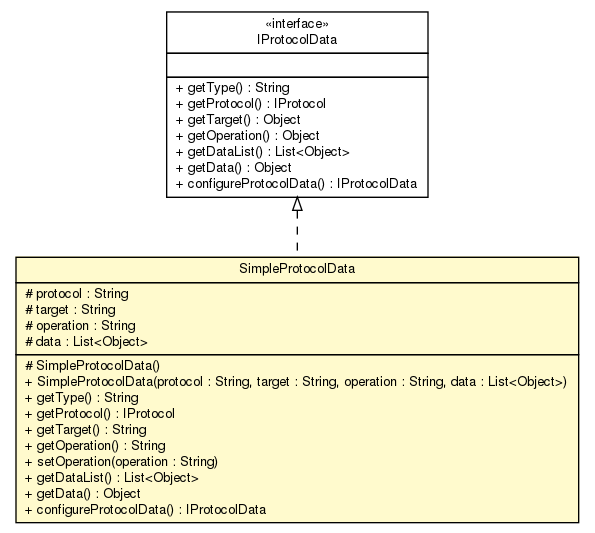 «interface»
IProtocolData
+ getType() : String
+ getProtocol() : IProtocol
+ getTarget() : Object
+ getOperation() : Object
+ getDataList() : List<Object>
+ getData() : Object
+ configureProtocolData() : IProtocolData
SimpleProtocolData
# protocol : String
# target : String
# operation : String
# data : List<Object>
# SimpleProtocolData()
+ SimpleProtocolData(protocol : String, target : String, operation : String, data : List<Object>)
+ getType() : String
+ getProtocol() : IProtocol
+ getTarget() : String
+ getOperation() : String
+ setOperation(operation : String)
+ getDataList() : List<Object>
+ getData() : Object
+ configureProtocolData() : IProtocolData